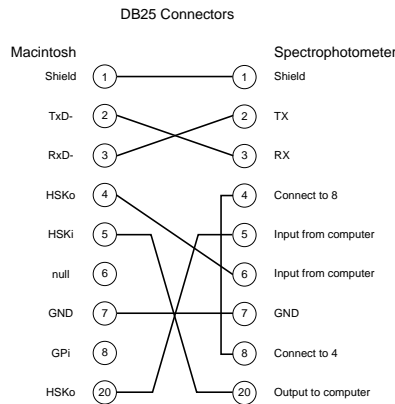 DB25 Connectors
Macintosh Spectrophotometer
Shield 1 1 Shield
TxD- 2 2 TX
RxD- 3 3 RX
HSKo 4 4 Connect to 8
HSKi 5 5 Input from computer
null 6 6 Input from computer
GND 7 7 GND
GPi 8 8 Connect to 4
HSKo 20 20 Output to computer